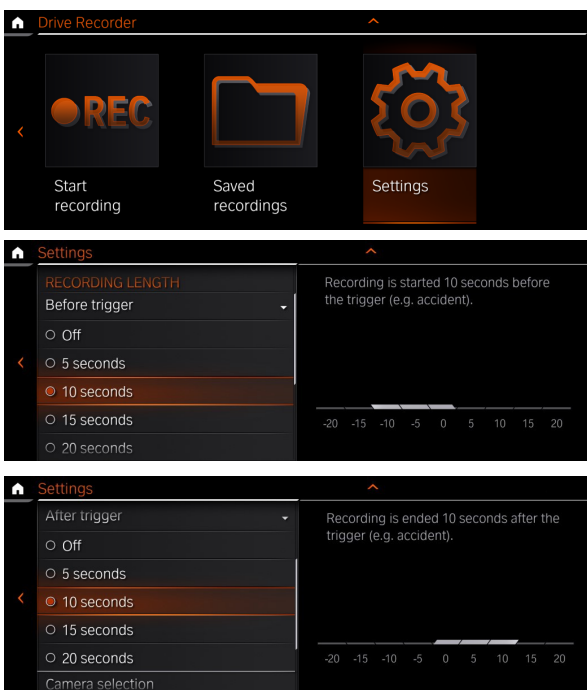 Drive Recorder
REC
Start
recording
Saved
recordings
Settings
Settings
RECORDING LENGTH
Before trigger
Off
5 seconds
10 seconds
15 seconds
20 seconds
Recording is started 10 seconds before
the trigger (e.g. accident).
-20 -15 -10 -5 0 5 10 15 20
Settings
After trigger
Off
5 seconds
10 seconds
15 seconds
20 seconds
Camera selection
Recording is ended 10 seconds after the
trigger (e.g. accident).
-20 -15 -10 -5 0 5 10 15 20